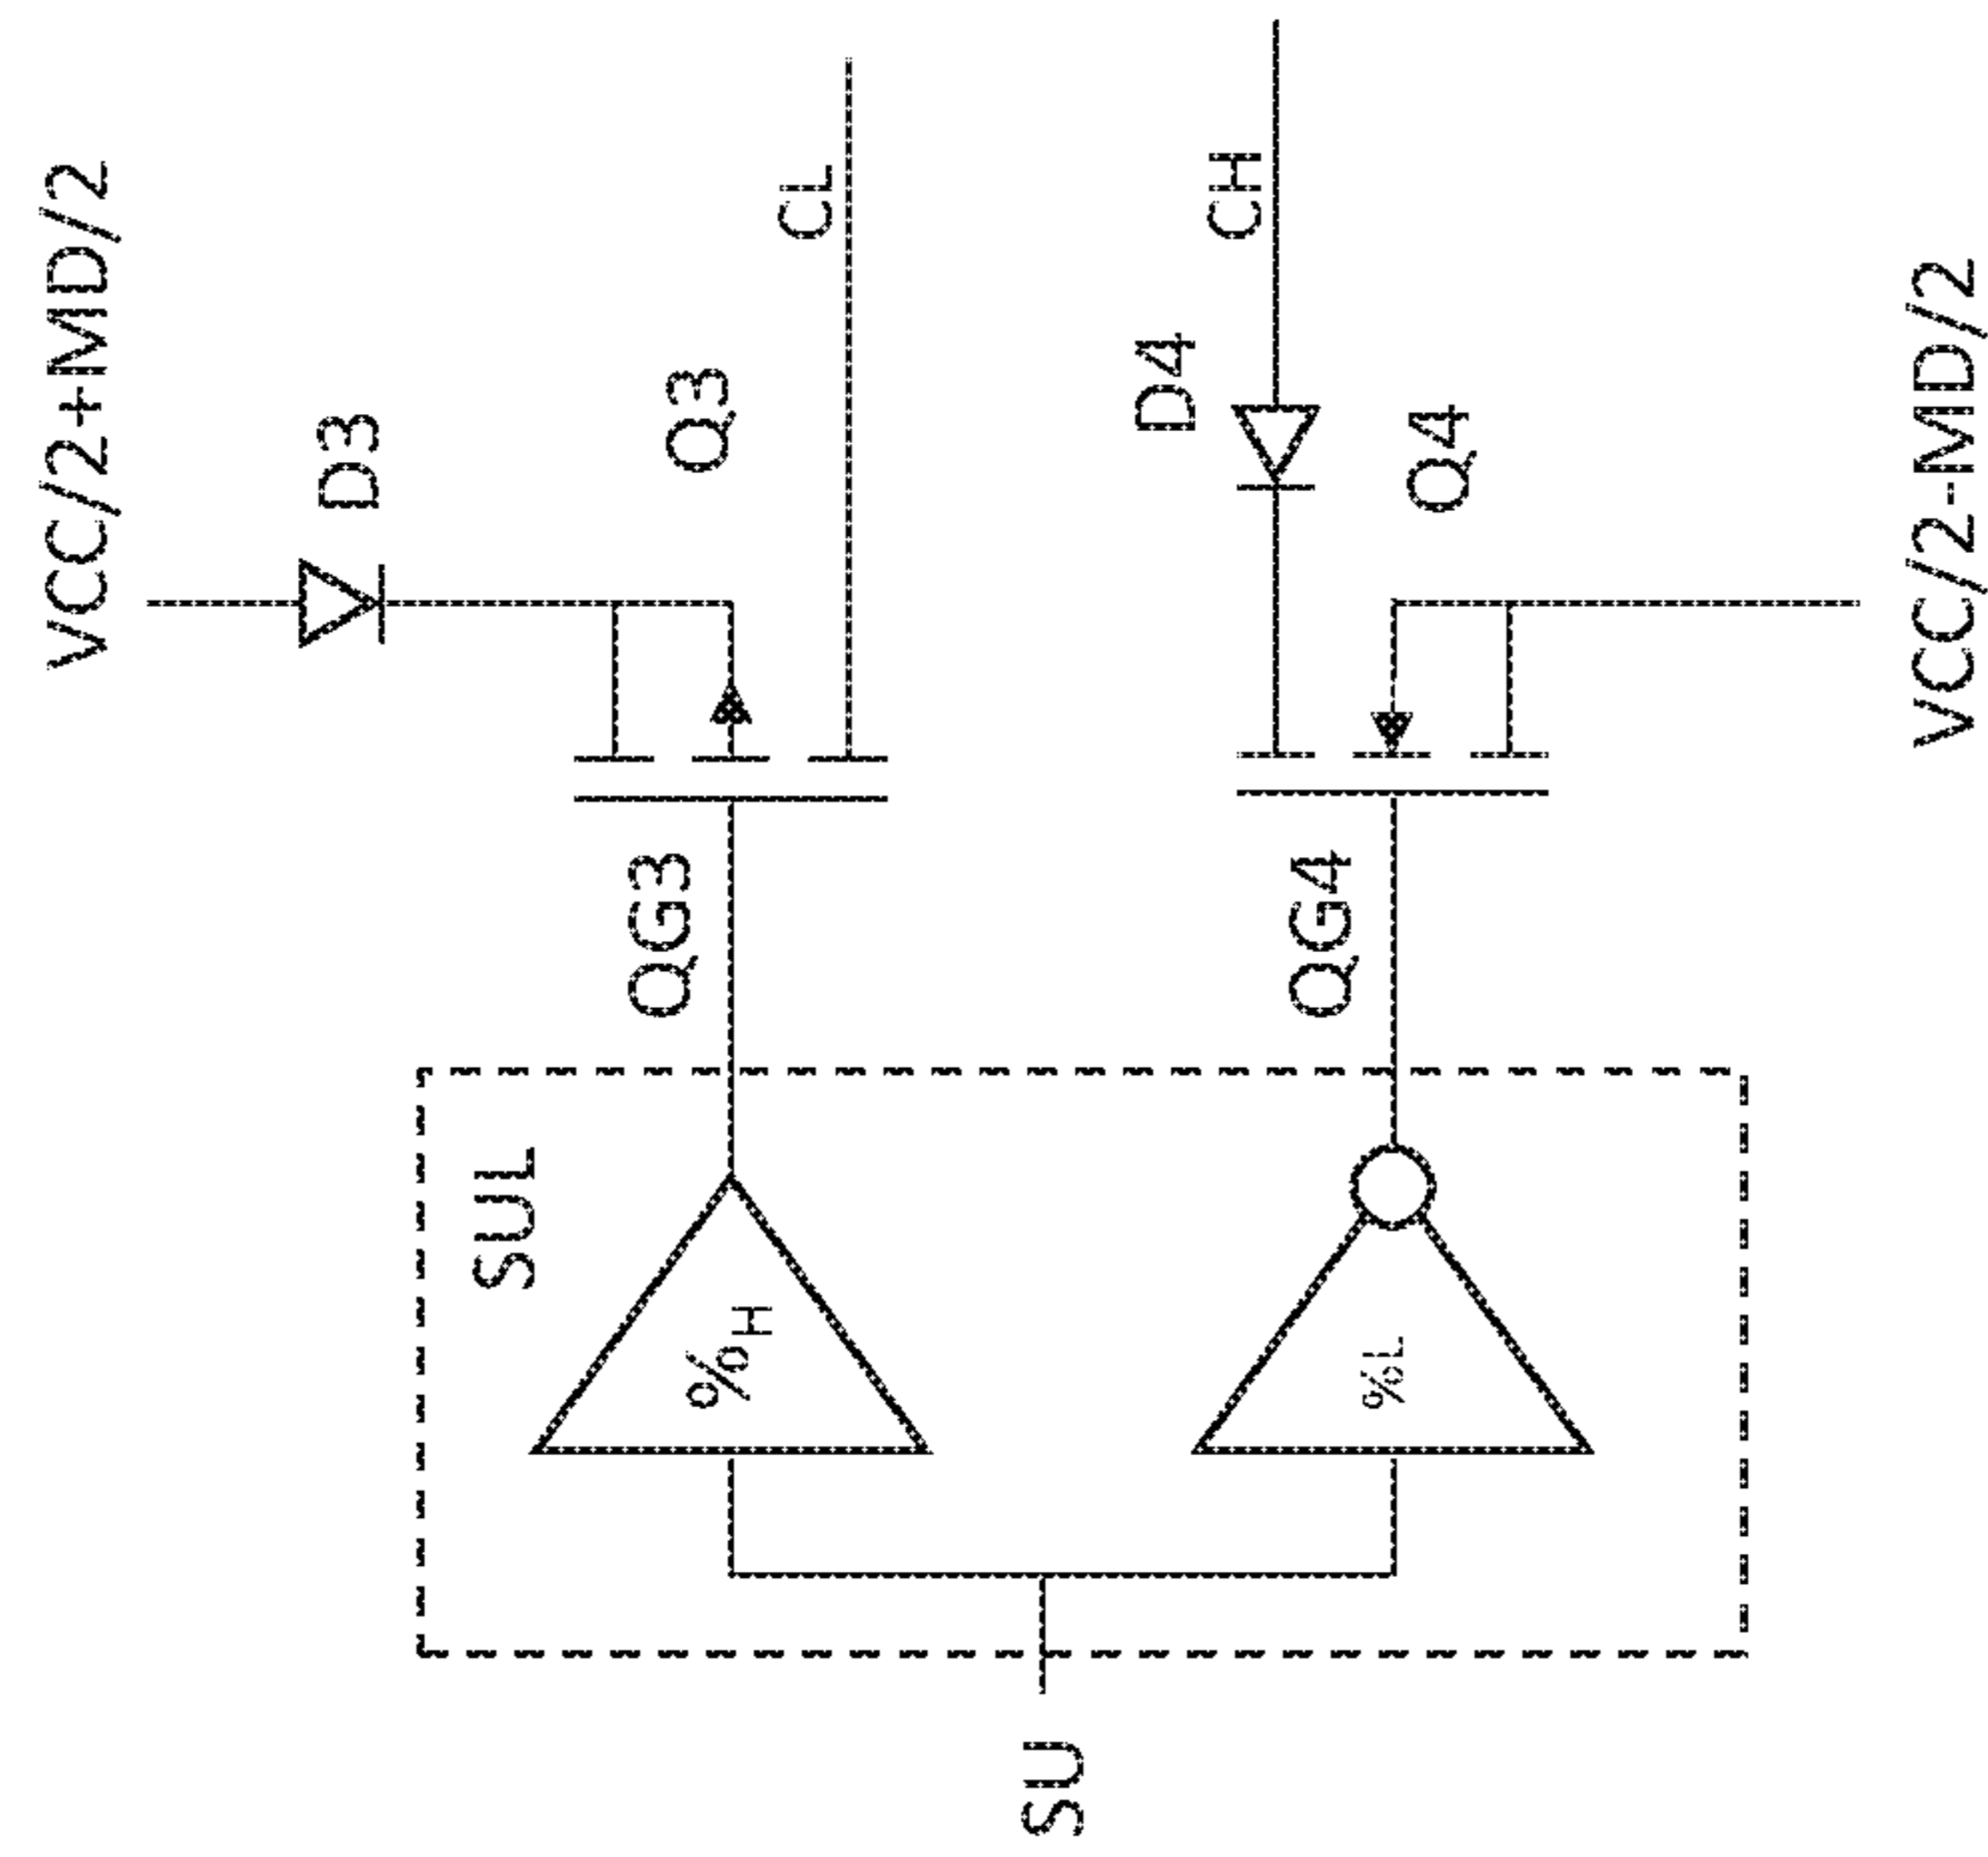 VCC/2+MD/2
D3
Q3
CL
CH
D4
Q4
VCC/2-MD/2
QG3
QG4
SUL
%H
%L
SU